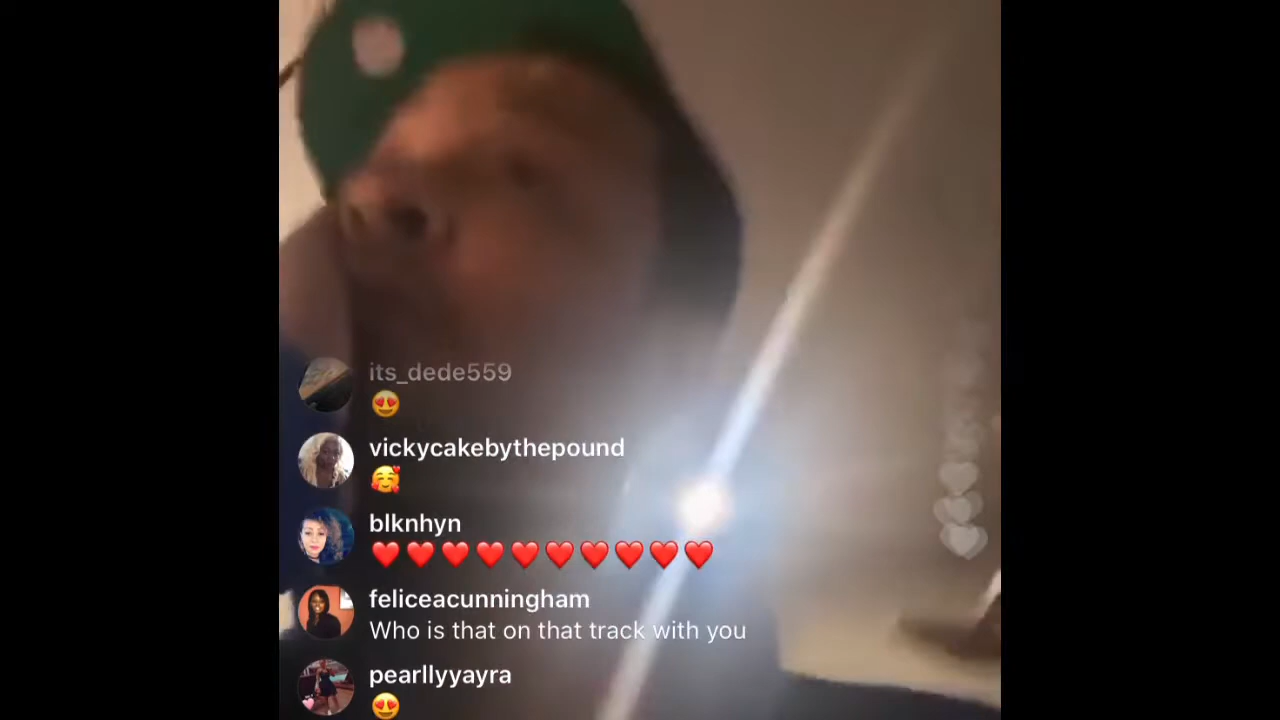 its_dede559
😍
vickycakebythepound
🥰
blknhyn
❤️❤️❤️❤️❤️❤️❤️❤️❤️❤️
feliceacunningham
Who is that on that track with you
pearllyyayra
😍